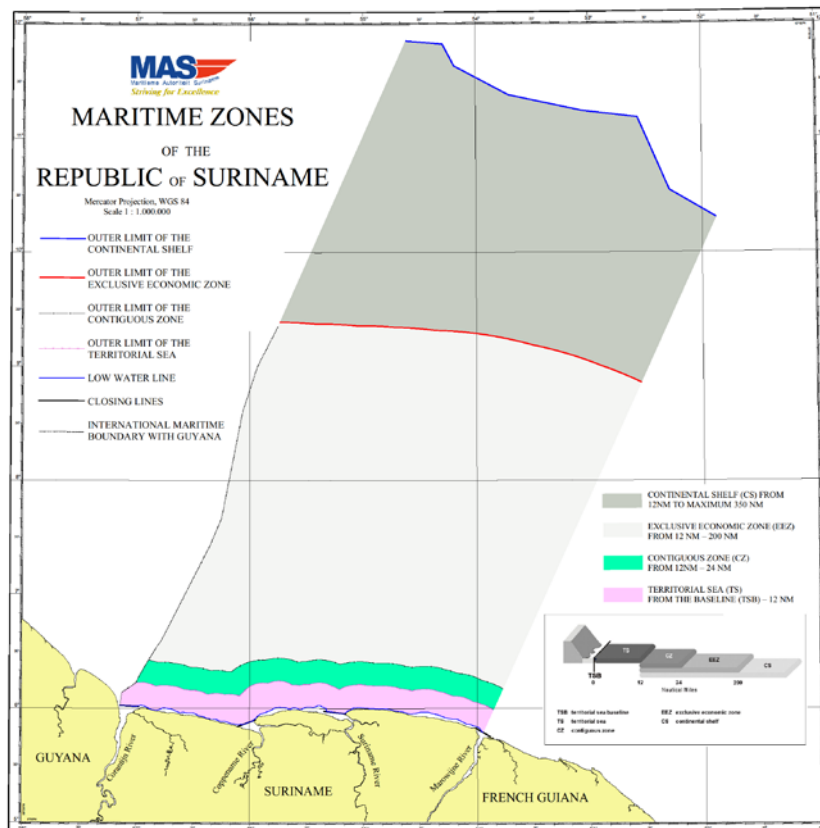 MAS
Maritieme Autoriteit Suriname
Striving for Excellence
MARITIME ZONES
OF THE
REPUBLIC OF SURINAME
Mercator Projection, WGS 84
Scale 1 : 1.000:000
OUTER LIMIT OF THE
CONTINENTAL SHELF
OUTER LIMIT OF THE
EXCLUSIVE ECONOMIC ZONE
OUTER LIMIT OF THE
CONTIGUOUS ZONE
OUTER LIMIT OF THE
TERRITORIAL SEA
LOW WATER LINE
CLOSING LINES
INTERNATIONAL MARITIME
BOUNDARY WITH GUYANA
CONTINENTAL SHELF (CS) FROM
12NM TO MAXIMUM 350 NM
EXCLUSIVE ECONOMIC ZONE (EEZ)
FROM 12 NM – 200 NM
CONTIGUOUS ZONE (CZ)
FROM 12NM – 24 NM
TERRITORIAL SEA (TS)
FROM THE BASELINE (TSB) – 12 NM
TS
CZ
EEZ
CS
TSB
0 12 24 200
Nautical Miles
TSB territorial sea baseline EEZ exclusive economic zone
TS territorial sea CS continental shelf
CZ contiguous zone
GUYANA
Corantijn River
Coppename River
Suriname River
Marowijne River
SURINAME
FRENCH GUIANA